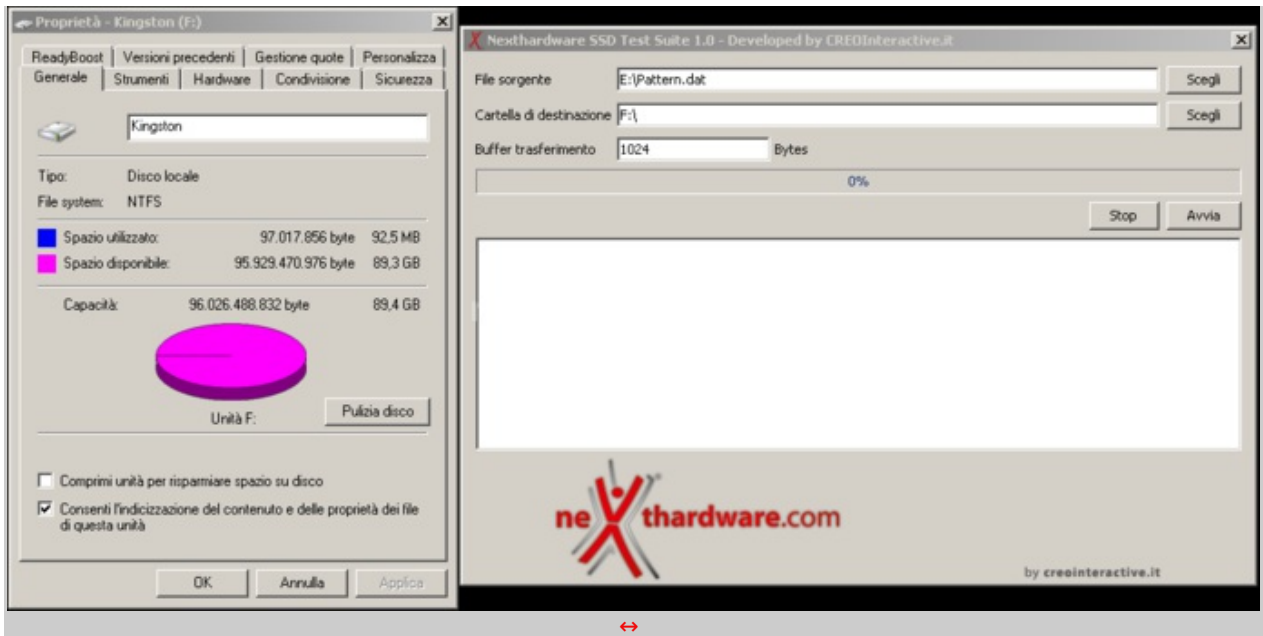 Proprietà - Kingston (F:)
ReadyBoost Versioni precedenti Gestione quote Personalizza
Generale Strumenti Hardware Condivisione Sicurezza
Kingston
Tipo: Disco locale
File system: NTFS
Spazio utilizzato: 97.017.856 byte 92,5 MB
Spazio disponibile: 95.929.470.976 byte 89,3 GB
Capacità: 96.026.488.832 byte 89,4 GB
Unità F:
Pulizia disco
Comprimi unità per risparmiare spazio su disco
Consenti l'indicizzazione del contenuto e delle proprietà dei file
di questa unità
OK Annulla Applica
Nexthardware SSD Test Suite 1.0 - Developed by CREOInteractive.it
File sorgente E:\Pattern.dat Scegli
Cartella di destinazione F:\ Scegli
Buffer trasferimento 1024 Bytes
0%
Stop Avvia
nexthardware.com
by creointeractive.it